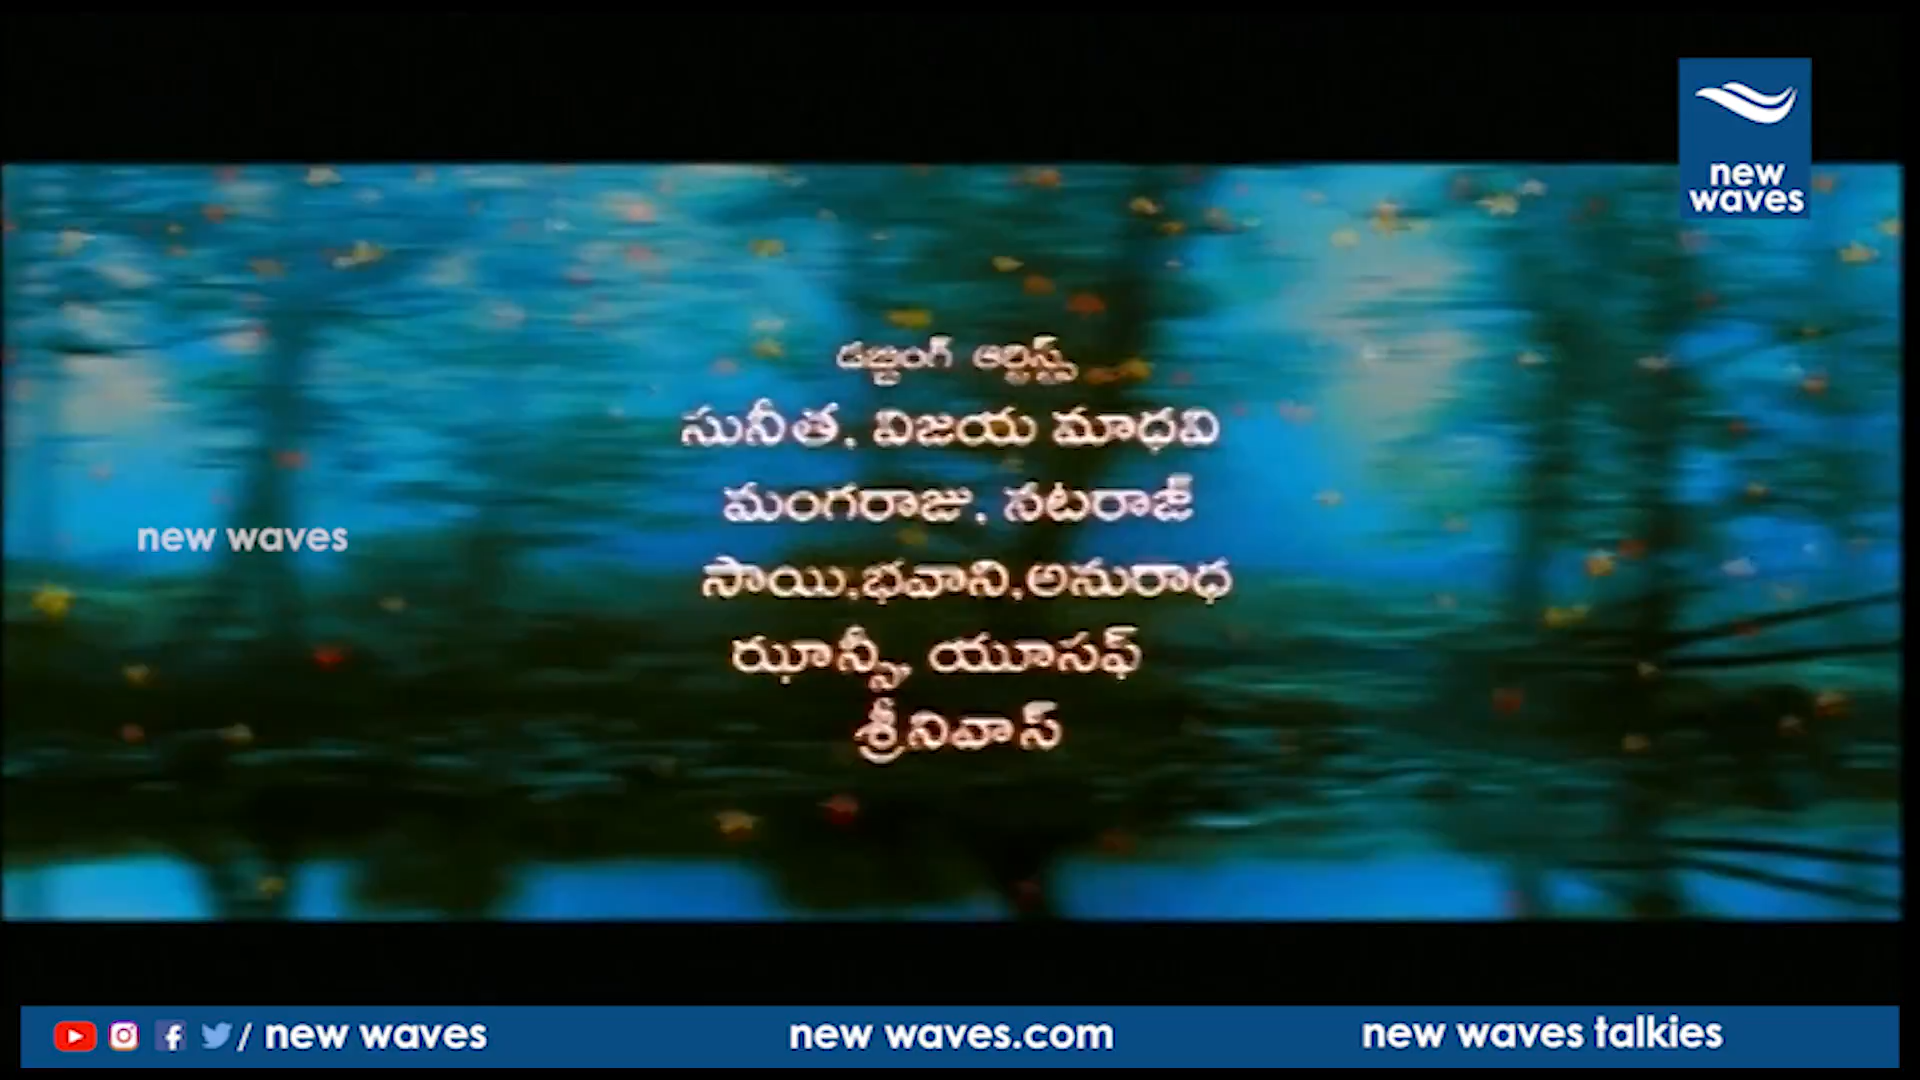 new
waves
డబ్బింగ్ ఆర్టిస్ట్స్
సునీత, విజయ మాధవి
మంగరాజు, నటరాజ్
new waves
సాయి,భవాని,అనురాధ
ఝాన్సీ, యూసఫ్
శ్రీనివాస్
/ new waves
new waves.com
new waves talkies